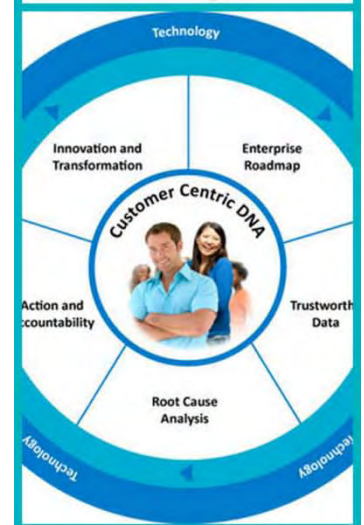 Technology
Innovation and
Transformation
Enterprise
Roadmap
Customer Centric DNA
Action and
ccountability
Trustworth
Data
Root Cause
Analysis
Technology
Technology